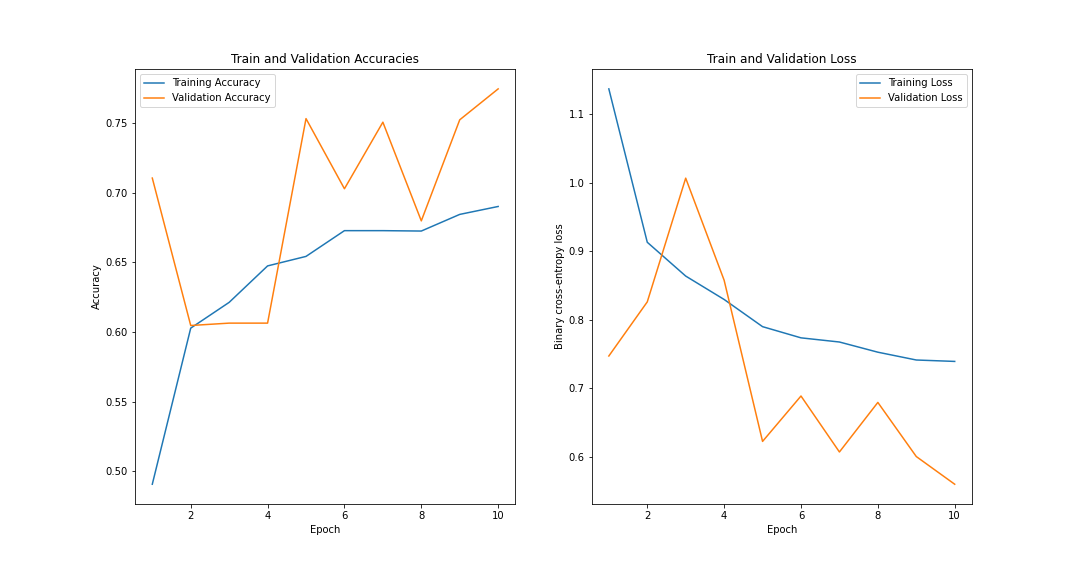 Train and Validation Accuracies
Training Accuracy
Validation Accuracy
0.75
0.70
0.65
0.60
0.55
0.50
Accuracy
2 4 6 8 10
Epoch
Train and Validation Loss
Training Loss
Validation Loss
1.1
1.0
0.9
0.8
0.7
0.6
Binary cross-entropy loss
2 4 6 8 10
Epoch